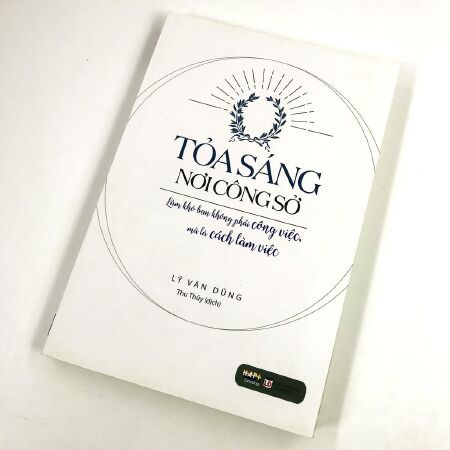 TỎA SÁNG
NƠI CÔNG SỞ
Làm khó bạn không phải công việc,
mà là cách làm việc
LÝ VĂN DŨNG
Thu Thủy (dịch)